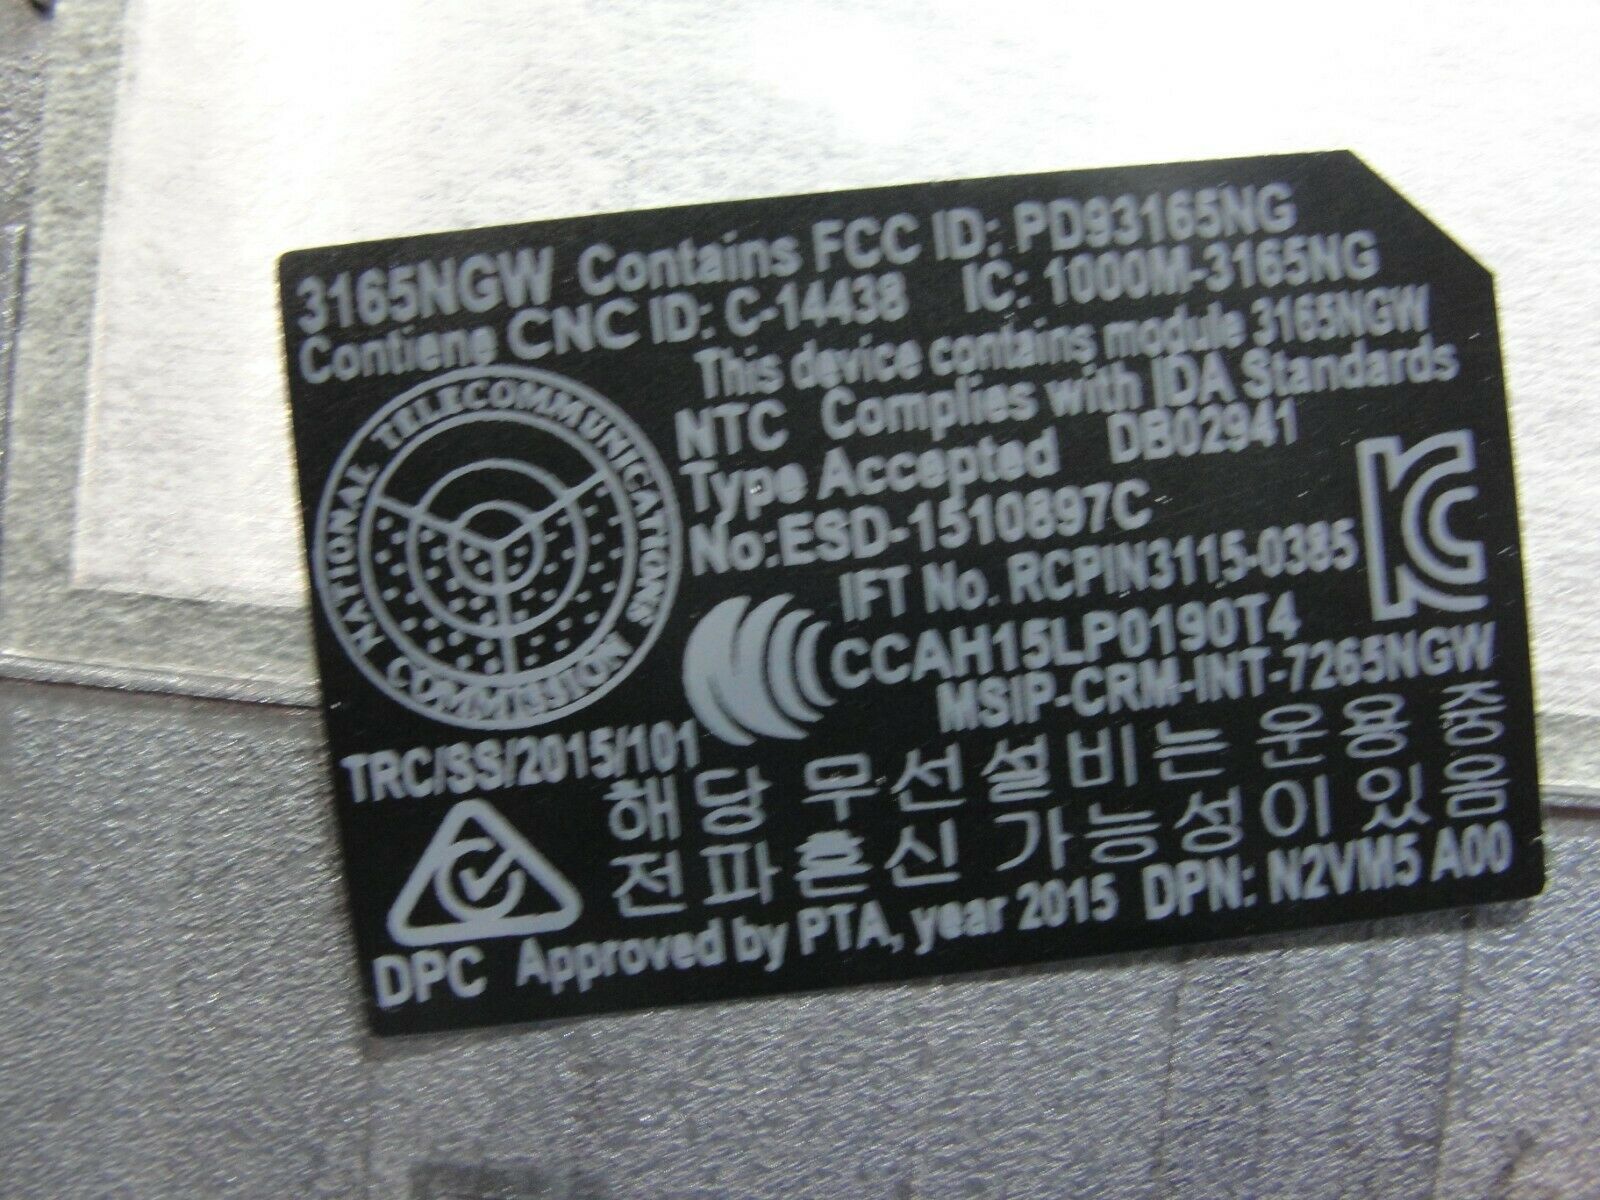 3165NGW Contains FCC ID: PD93165NG
Contiene CNC ID: C-14438 IC: 1000M-3165NG
This device contains module 3165NGW
NTC Complies with IDA Standards
Type Accepted DB02941
No:ESD-1510897C
IFT No. RCPIN3115-0385
CCAH15LP0190T4
MSIP-CRM-INT-7265NGW
NATIONAL TELECOMMUNICATIONS COMMISSION
TRC/SS/2015/101
해당 무선설비는 운용 중
전파혼신 가능성이 있음
DPC Approved by PTA, year 2015 DPN: N2VM5 A00